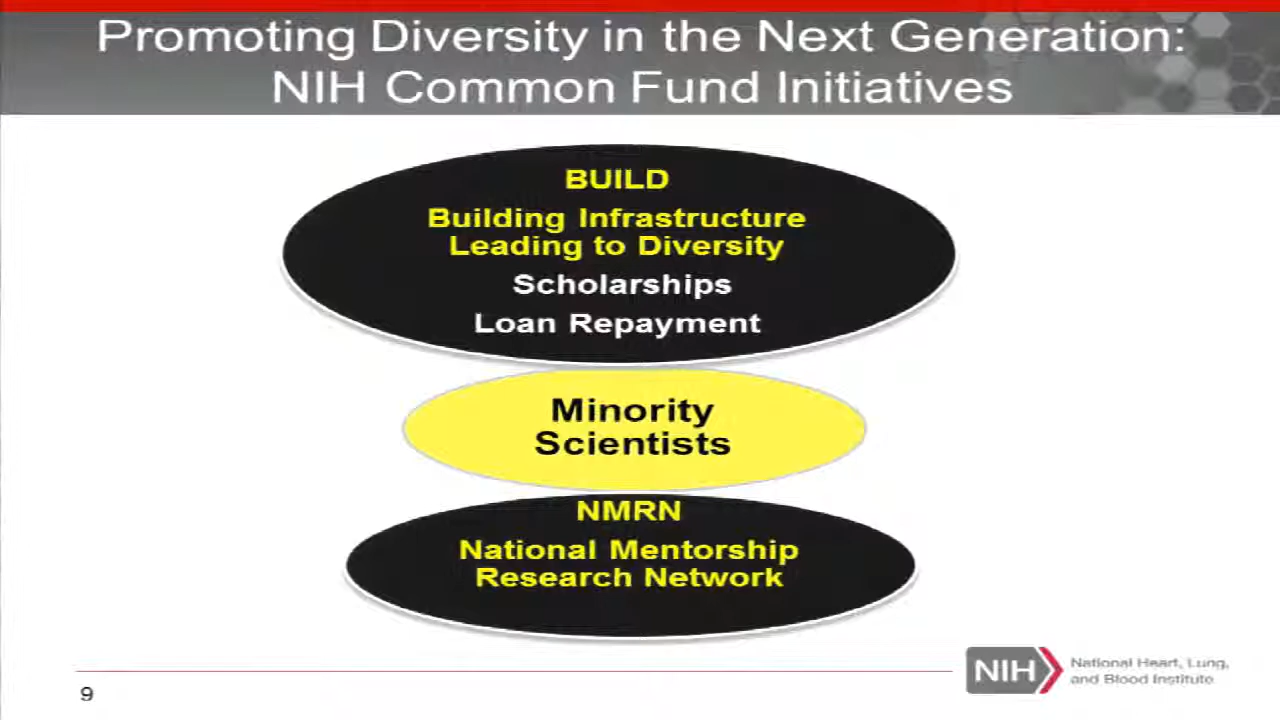 Promoting Diversity in the Next Generation:
NIH Common Fund Initiatives
BUILD
Building Infrastructure
Leading to Diversity
Scholarships
Loan Repayment
Minority
Scientists
NMRN
National Mentorship
Research Network
9
NIH
National Heart, Lung,
and Blood Institute